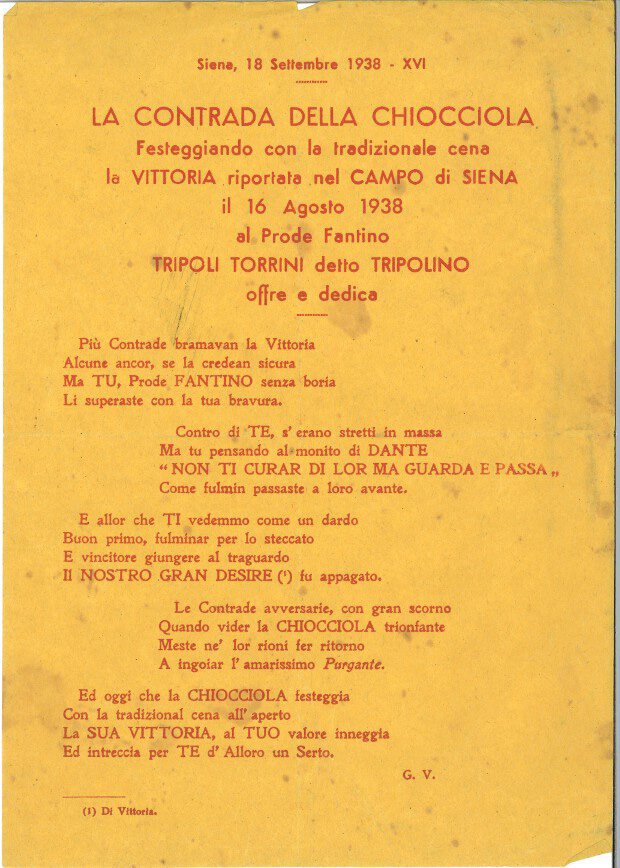 Siena, 18 Settembre 1938 - XVI
LA CONTRADA DELLA CHIOCCIOLA
Festeggiando con la tradizionale cena
la VITTORIA riportata nel CAMPO di SIENA
il 16 Agosto 1938
al Prode Fantino
TRIPOLI TORRINI detto TRIPOLINO
offre e dedica
Più Contrade bramavan la Vittoria
Alcune ancor, se la credean sicura
Ma TU, Prode FANTINO senza boria
Li superaste con la tua bravura.
Contro di TE, s' erano stretti in massa
Ma tu pensando al monito di DANTE
“ NON TI CURAR DI LOR MA GUARDA E PASSA „
Come fulmin passaste a loro avante.
E allor che TI vedemmo come un dardo
Buon primo, fulminar per lo steccato
E vincitore giungere al traguardo
Il NOSTRO GRAN DESIRE (') fu appagato.
Le Contrade avversarie, con gran scorno
Quando vider la CHIOCCIOLA trionfante
Meste ne' lor rioni fer ritorno
A ingoiar l' amarissimo Purgante.
Ed oggi che la CHIOCCIOLA festeggia
Con la tradizional cena all' aperto
La SUA VITTORIA, al TUO valore inneggia
Ed intreccia per TE d' Alloro un Serto.
G. V.
(1) Di Vittoria.